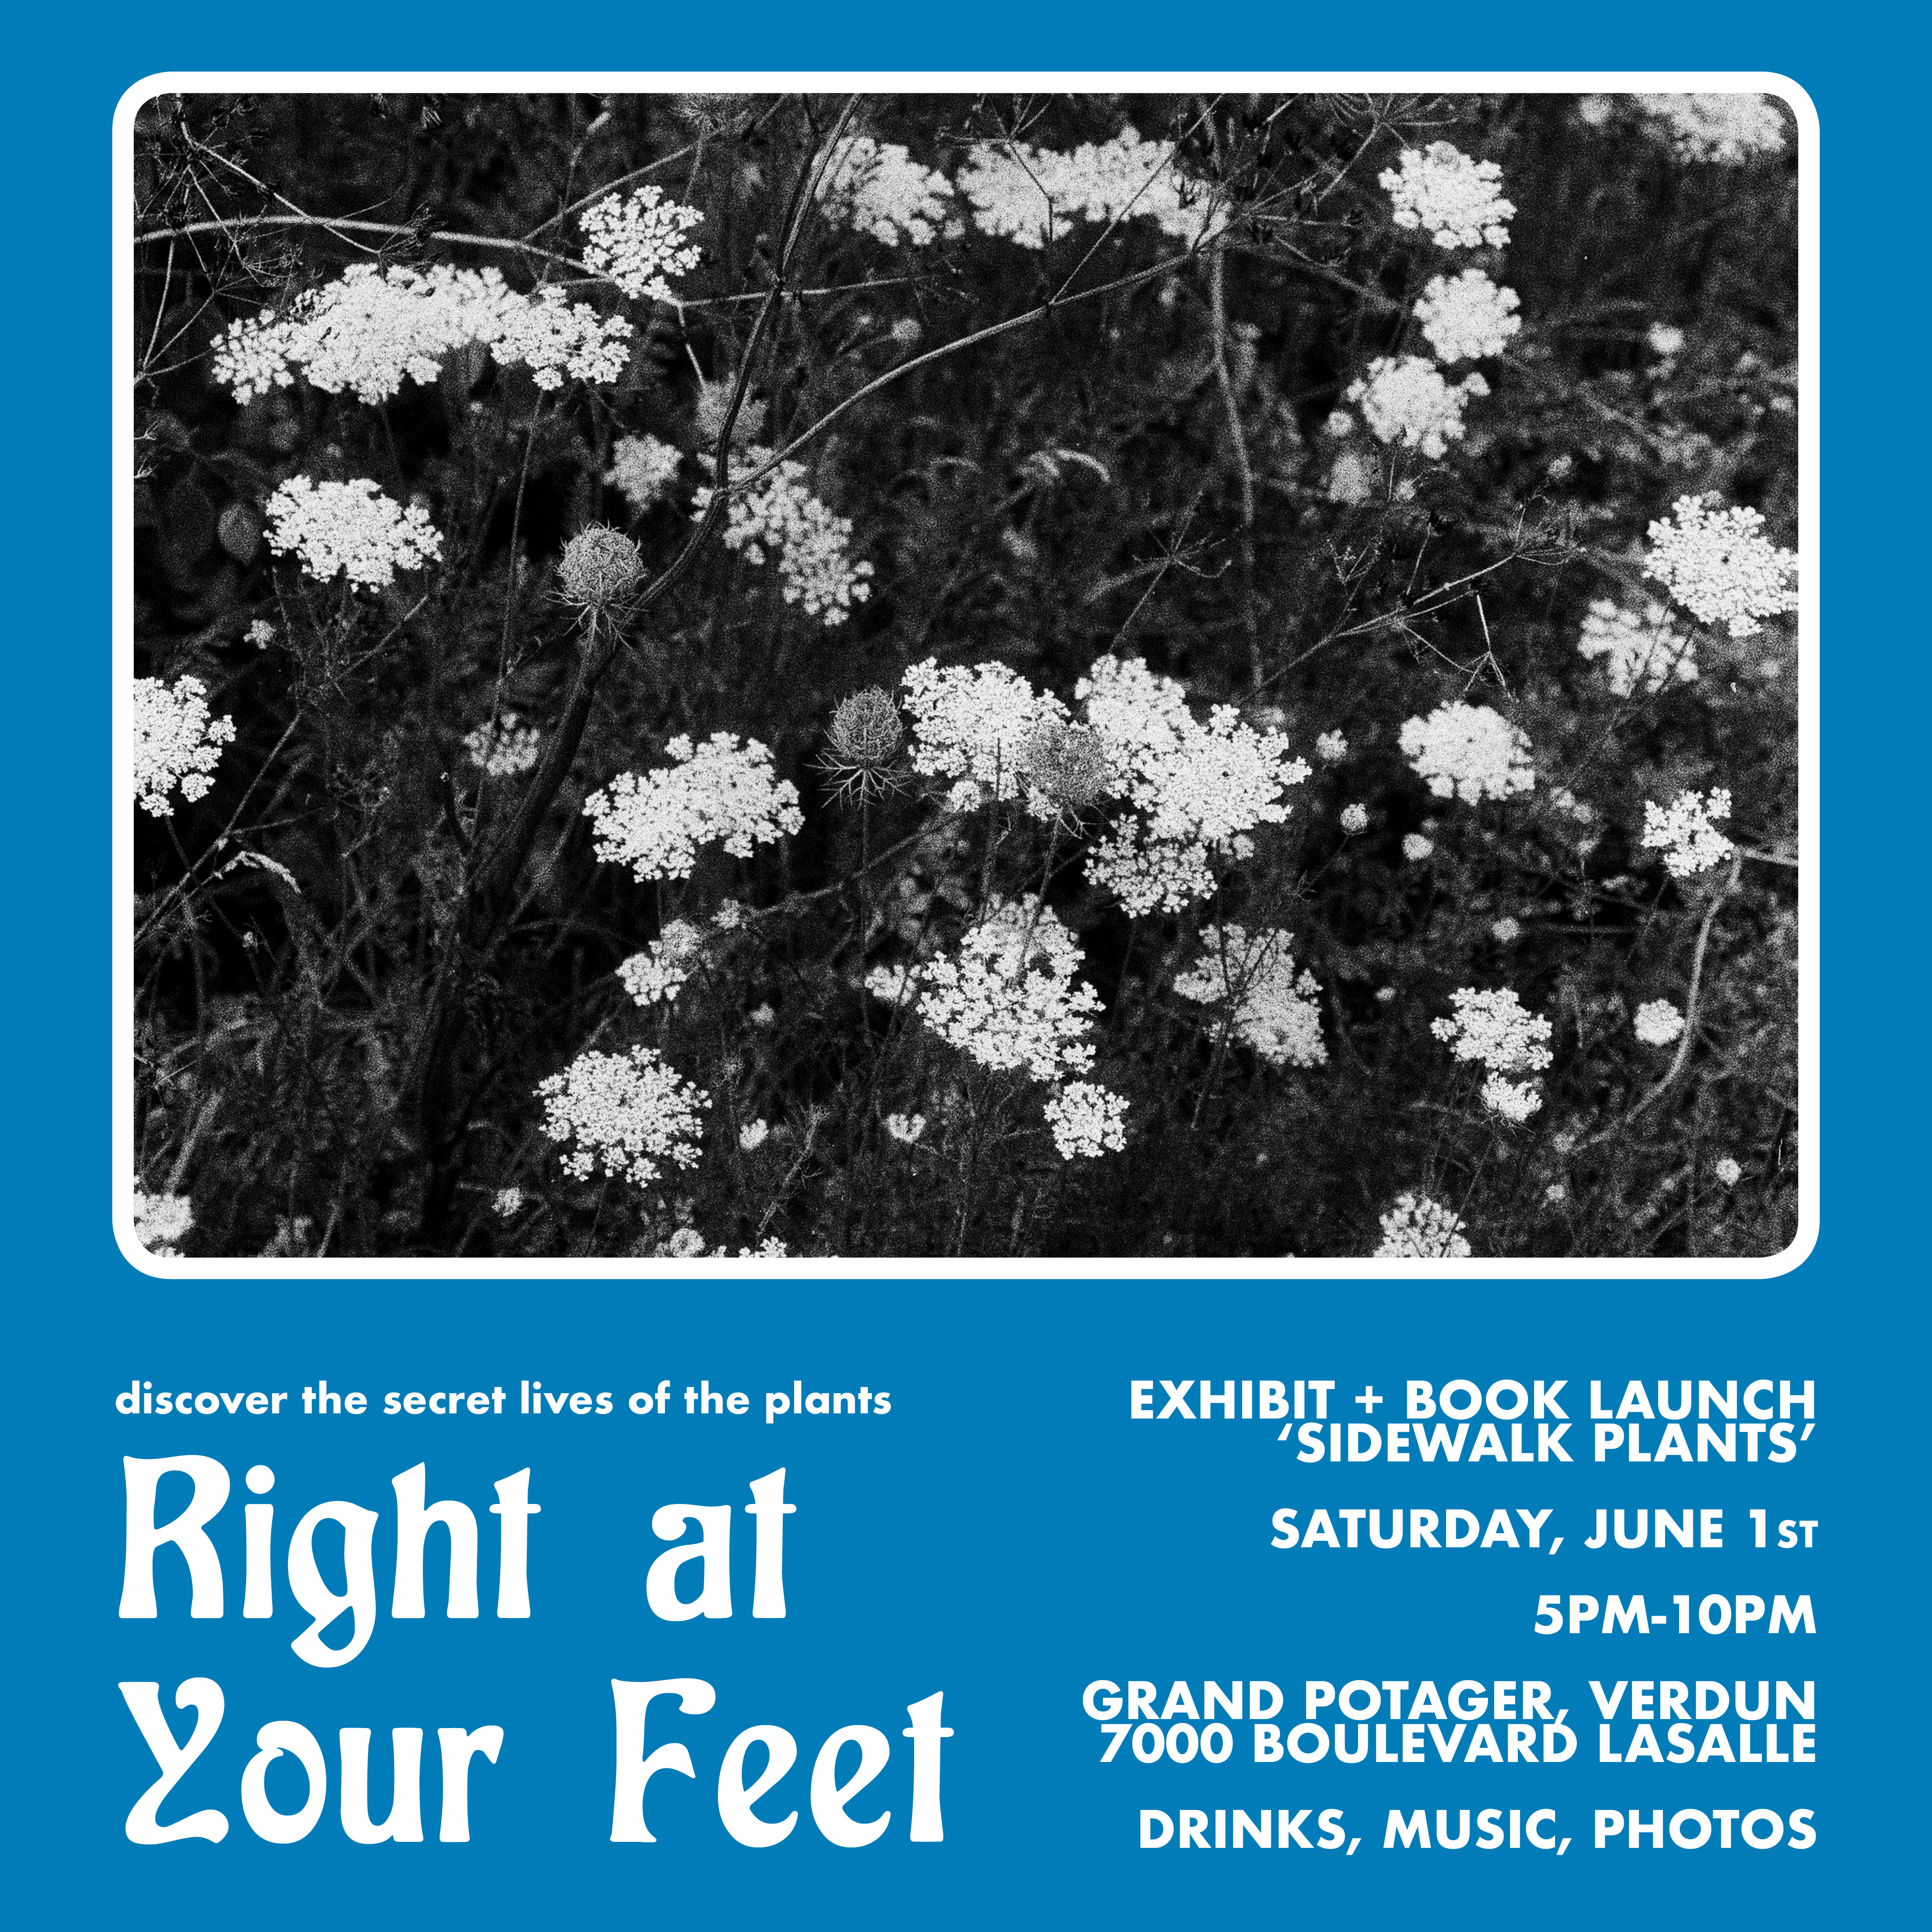 discover the secret lives of the plants
Right at
Your Feet
EXHIBIT + BOOK LAUNCH
‘SIDEWALK PLANTS’
SATURDAY, JUNE 1ST
5PM-10PM
GRAND POTAGER, VERDUN
7000 BOULEVARD LASALLE
DRINKS, MUSIC, PHOTOS